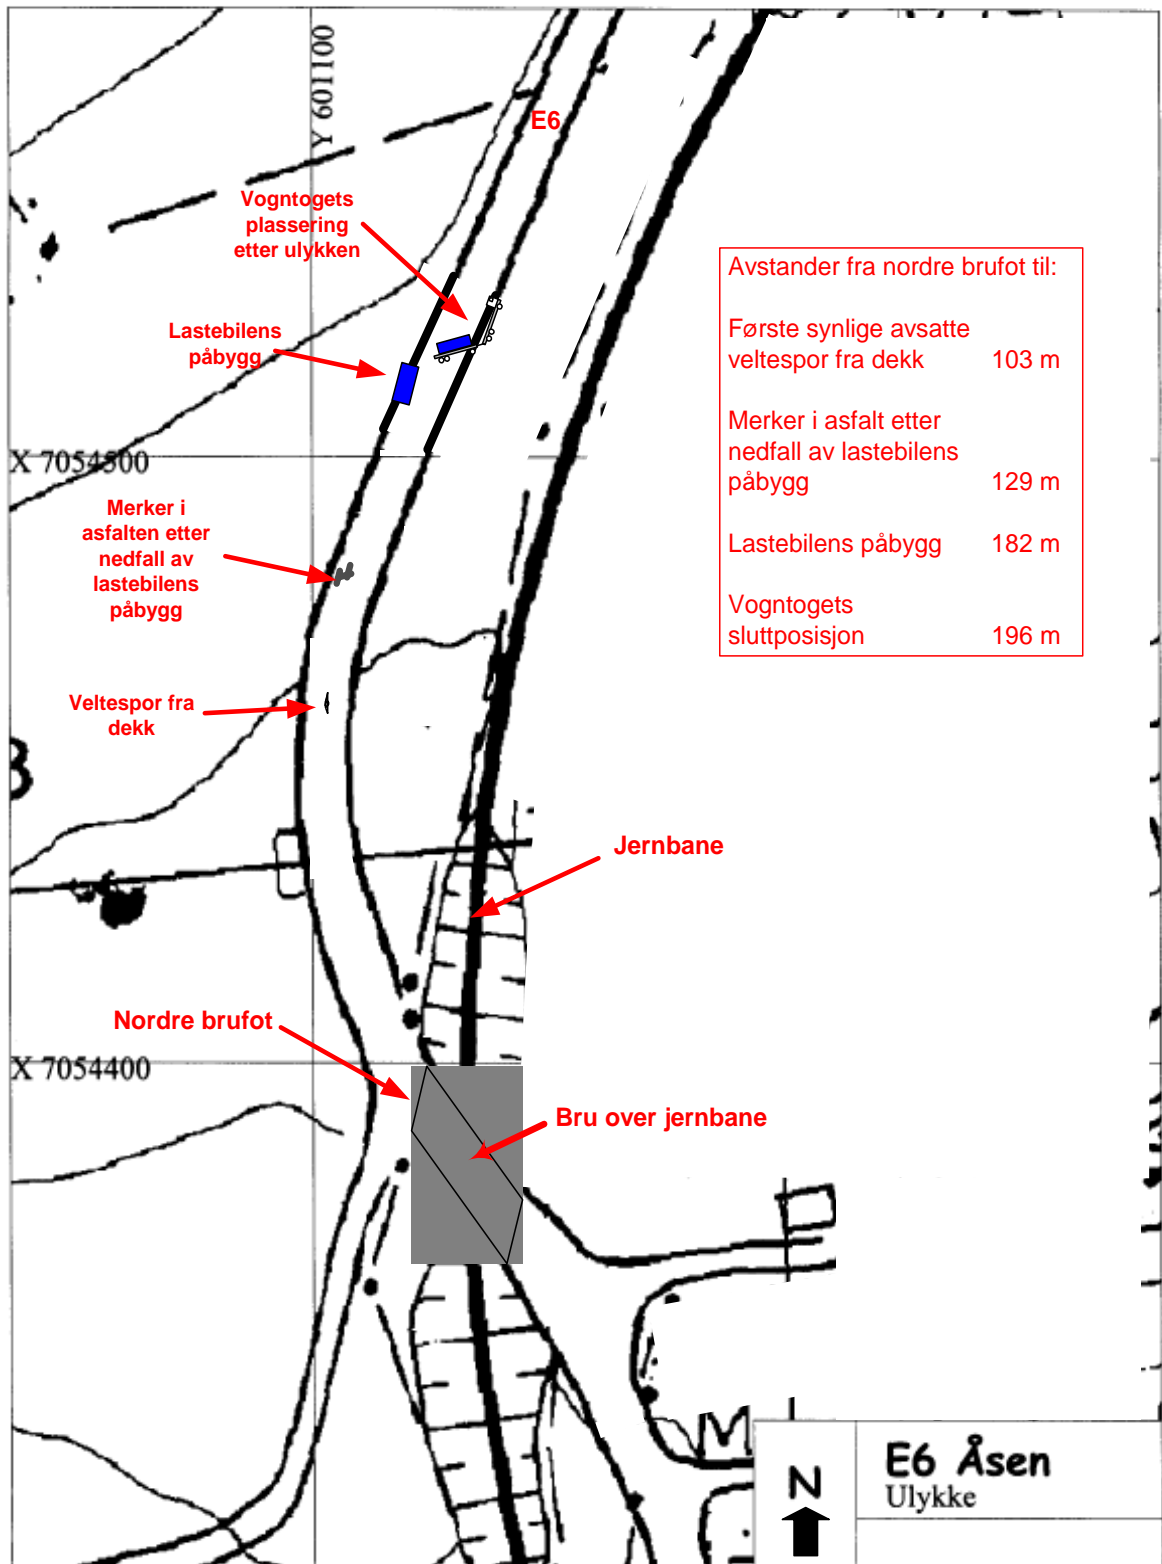 Y 601100
E6
Vogntogets
plassering
etter ulykken
Avstander fra nordre brufot til:
Første synlige avsatte
veltespor fra dekk 103 m
Merker i asfalt etter
nedfall av lastebilens
påbygg 129 m
Lastebilens påbygg 182 m
Vogntogets
sluttposisjon 196 m
Lastebilens
påbygg
X 7054500
Merker i
asfalten etter
nedfall av
lastebilens
påbygg
Veltespor fra
dekk
Jernbane
Nordre brufot
X 7054400
Bru over jernbane
M
N
E6 Åsen
Ulykke